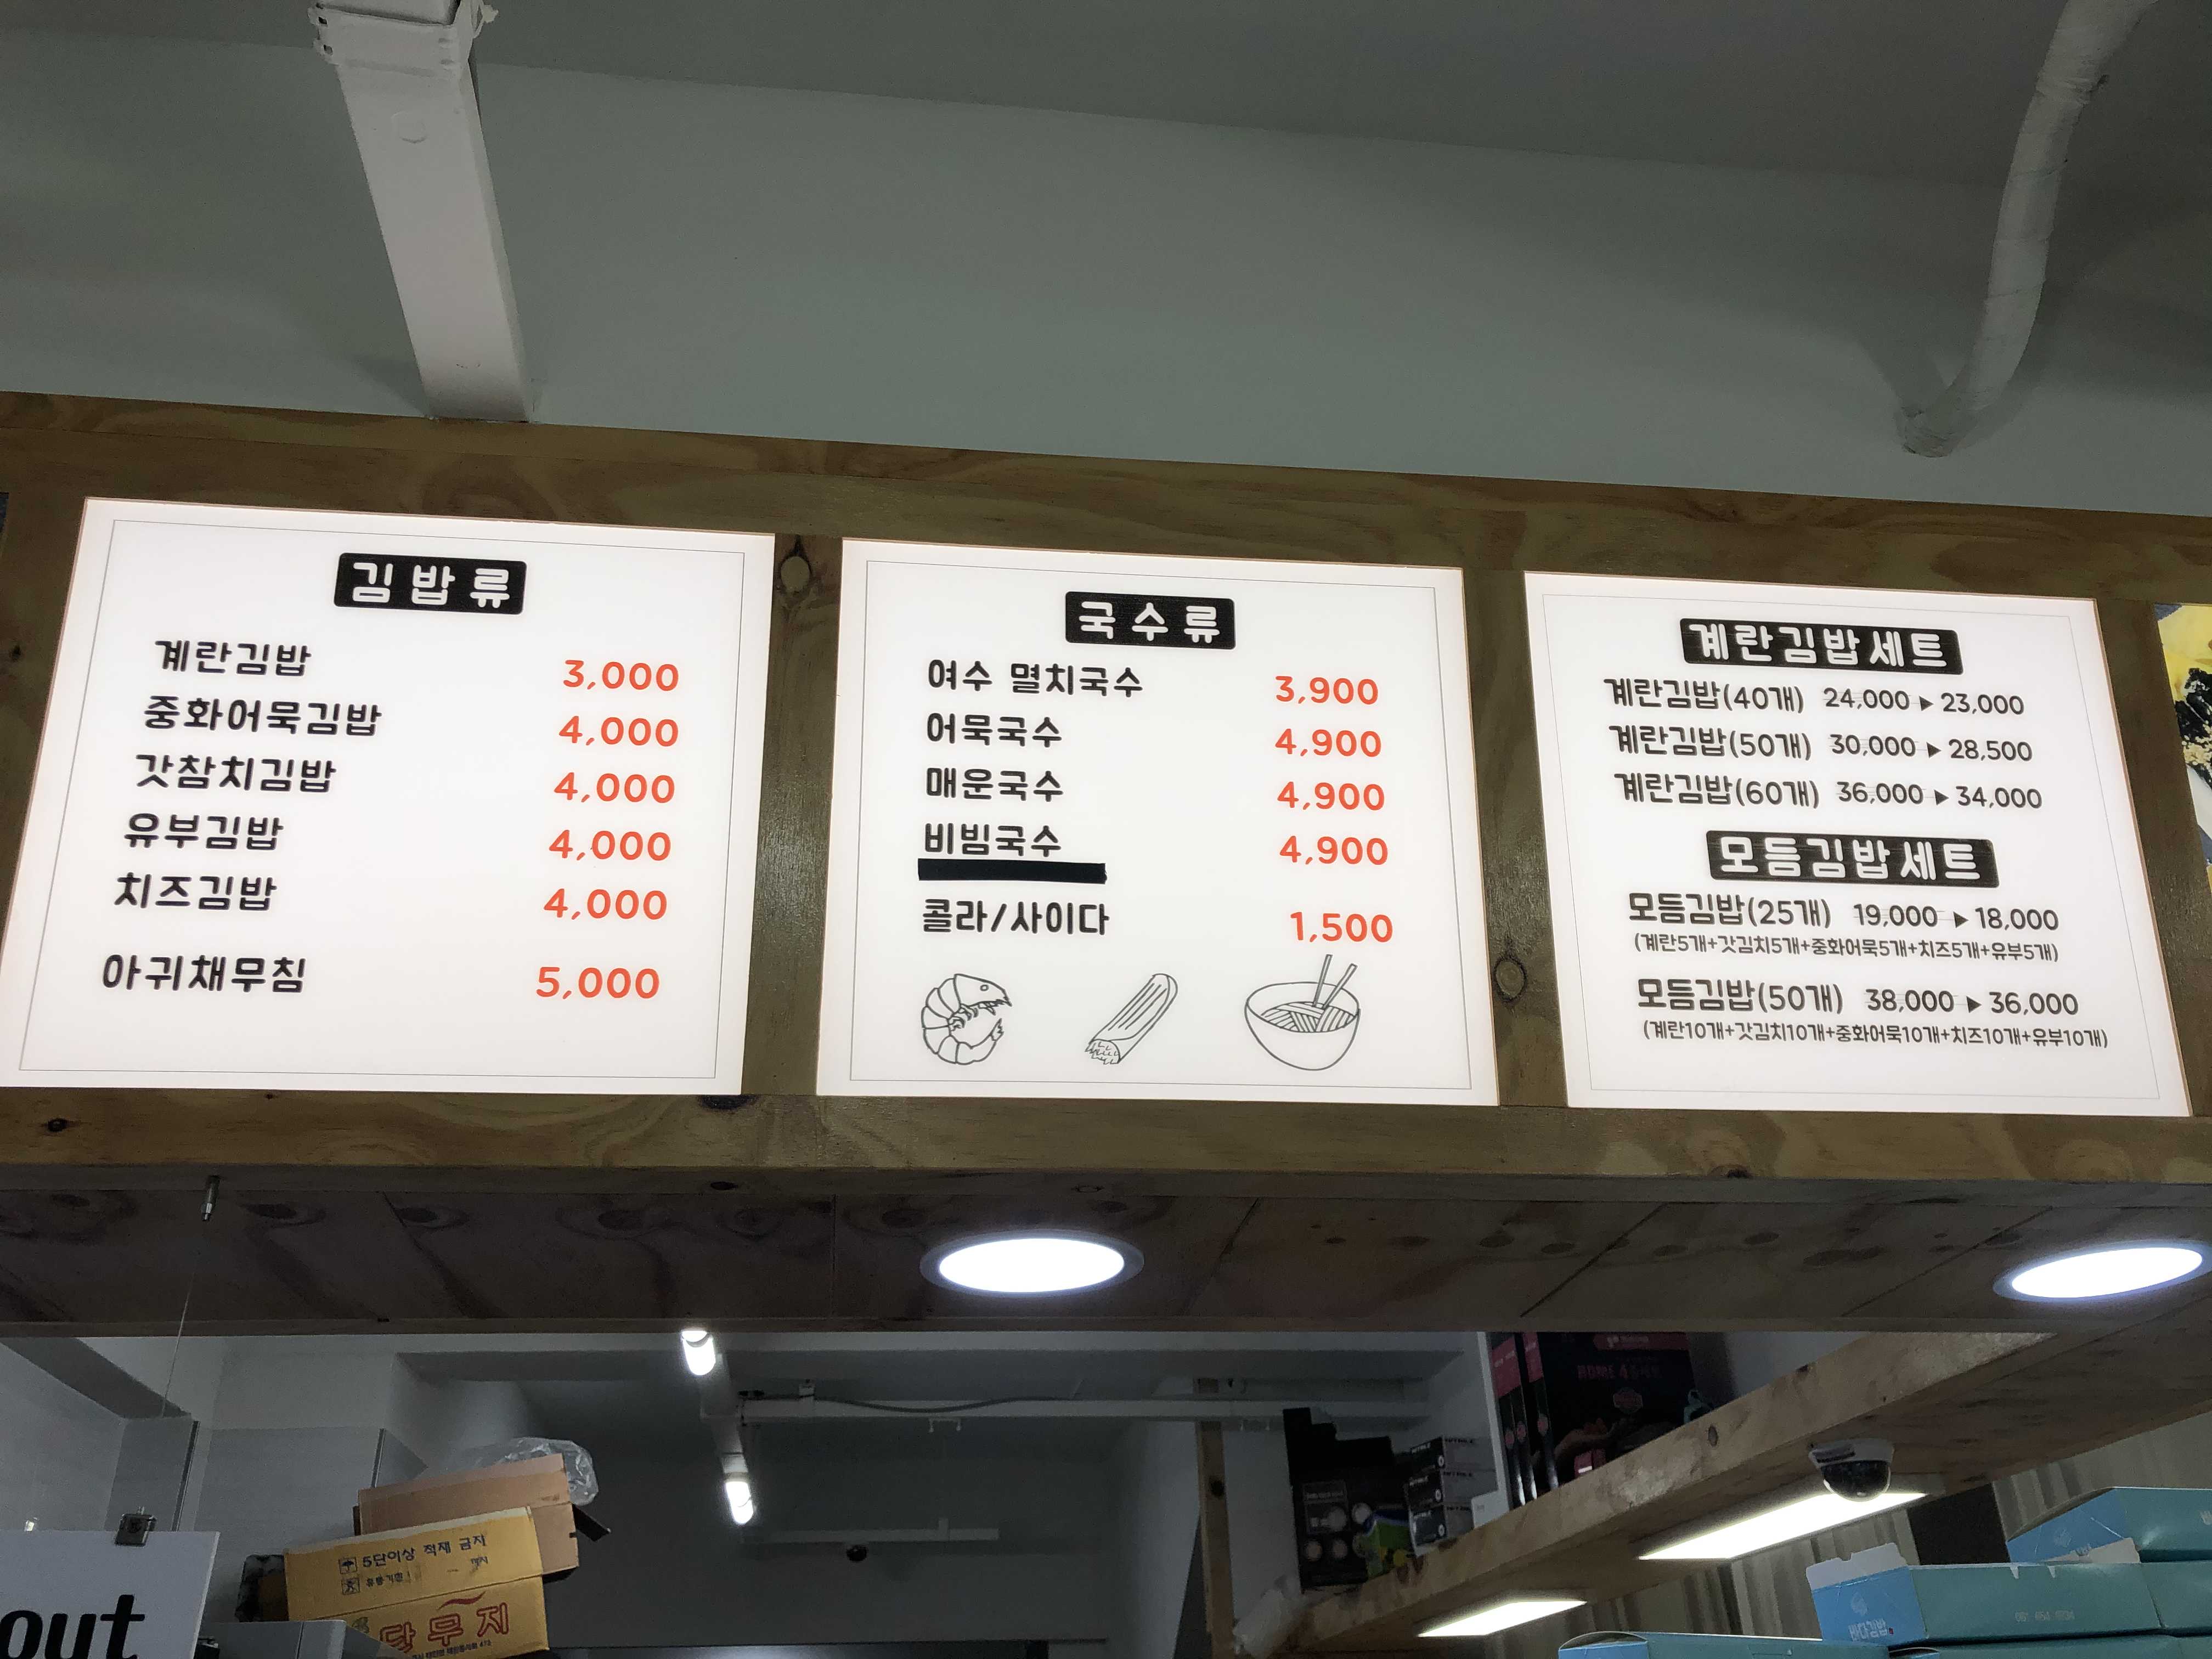 김밥류
계란김밥 3,000
중화어묵김밥 4,000
갓참치김밥 4,000
유부김밥 4,000
치즈김밥 4,000
아귀채무침 5,000
국수류
여수 멸치국수 3,900
어묵국수 4,900
매운국수 4,900
비빔국수 4,900
콜라/사이다 1,500
계란김밥세트
계란김밥(40개) 24,000 ▶ 23,000
계란김밥(50개) 30,000 ▶ 28,500
계란김밥(60개) 36,000 ▶ 34,000
모듬김밥세트
모듬김밥(25개) 19,000 ▶ 18,000
(계란5개+갓김치5개+중화어묵5개+치즈5개+유부5개)
모듬김밥(50개) 38,000 ▶ 36,000
(계란10개+갓김치10개+중화어묵10개+치즈10개+유부10개)
5단이상 적재 금지
단무지
out
바다김밥